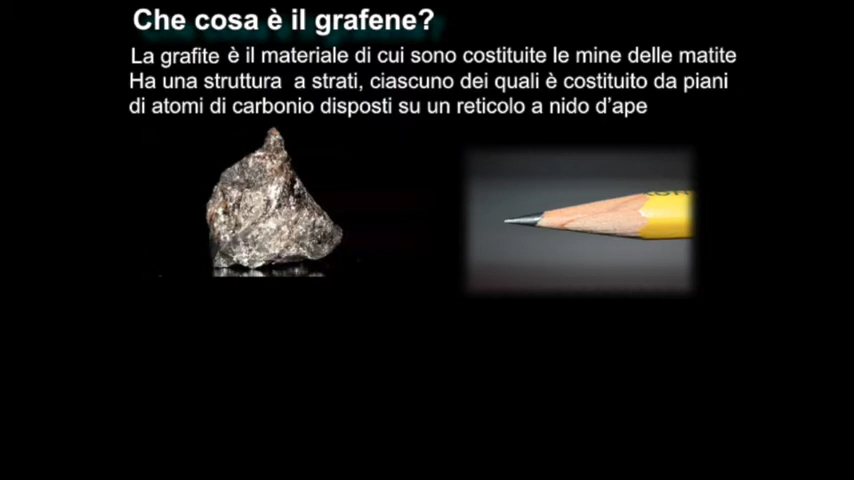 Che cosa è il grafene?
La grafite è il materiale di cui sono costituite le mine delle matite
Ha una struttura a strati, ciascuno dei quali è costituito da piani
di atomi di carbonio disposti su un reticolo a nido d'ape